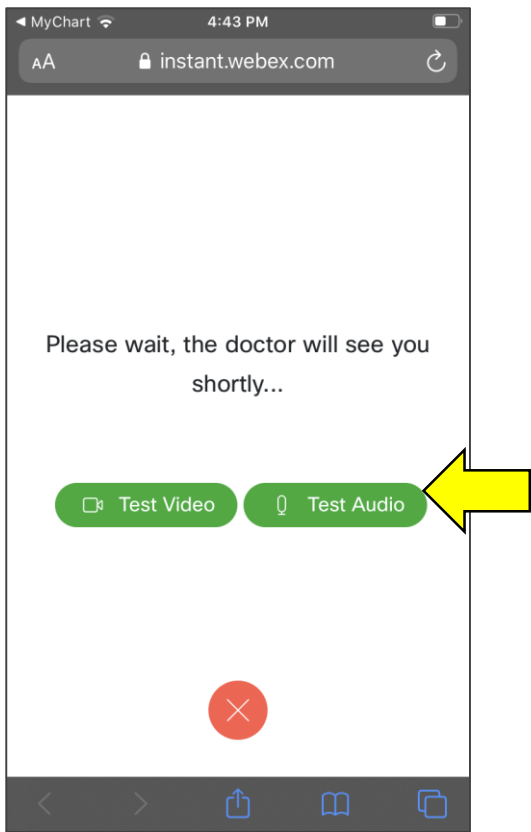 MyChart 4:43 PM
AA instant.webex.com
Please wait, the doctor will see you
shortly...
Test Video Test Audio